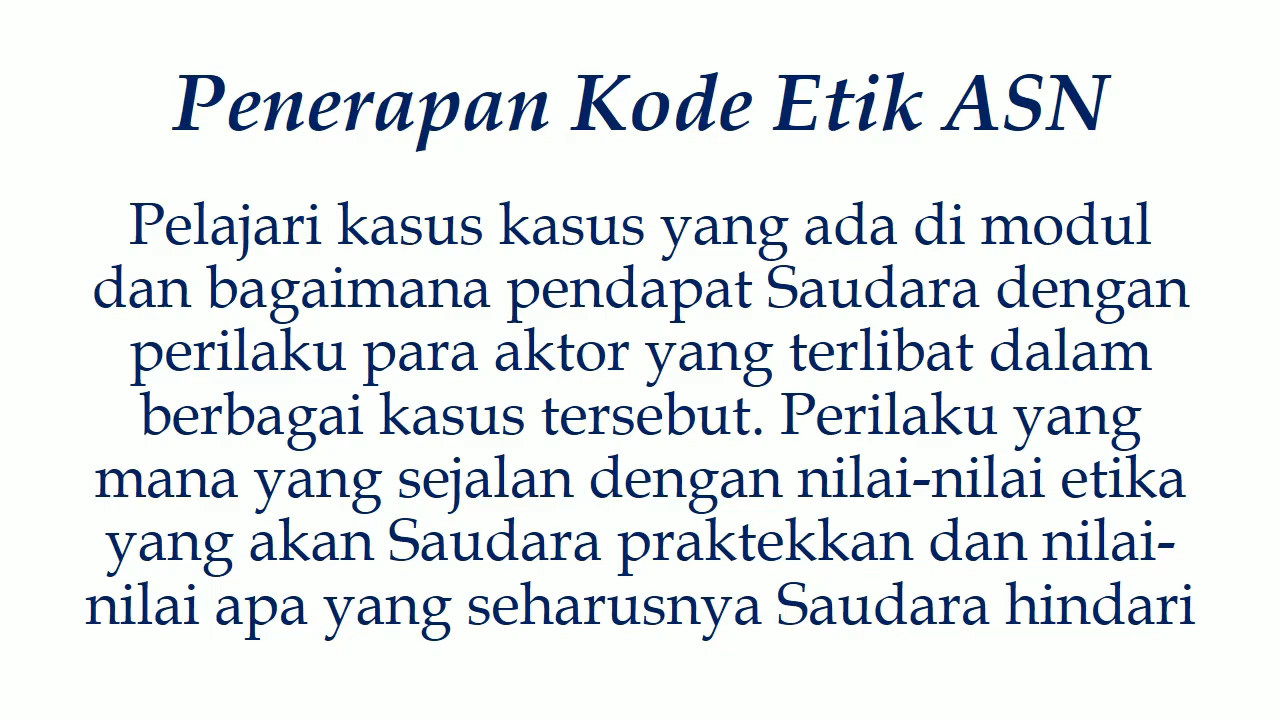 Penerapan Kode Etik ASN
Pelajari kasus kasus yang ada di modul
dan bagaimana pendapat Saudara dengan
perilaku para aktor yang terlibat dalam
berbagai kasus tersebut. Perilaku yang
mana yang sejalan dengan nilai-nilai etika
yang akan Saudara praktekkan dan nilai-
nilai apa yang seharusnya Saudara hindari